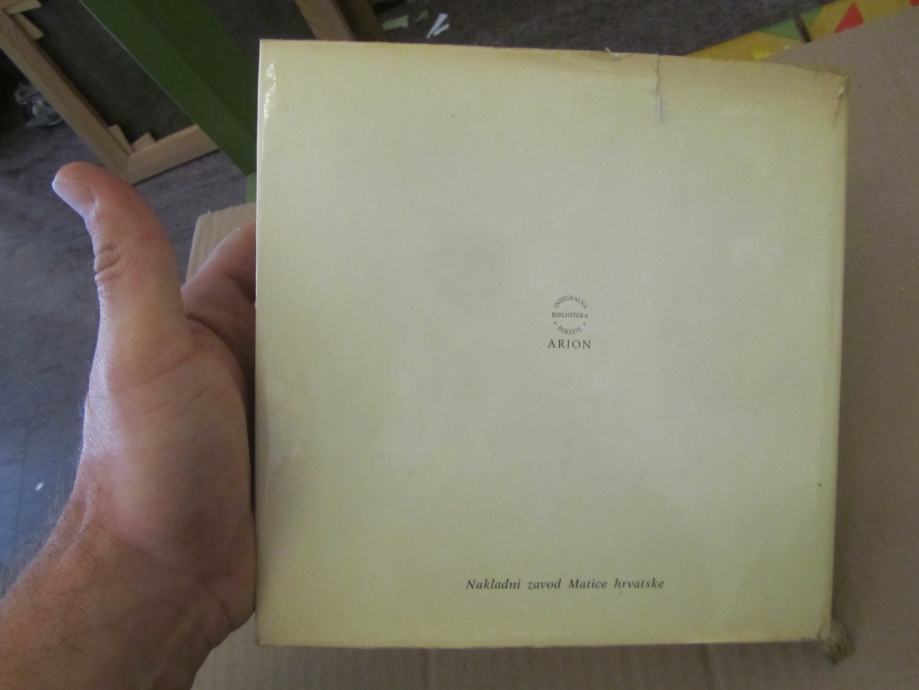 INTEGRALNA
BIBLIOTEKA
POEZIJE
ARION
Nakladni zavod Matice hrvatske